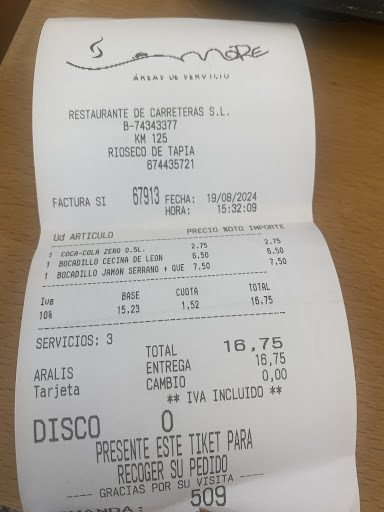 S MORE
ÁREAS DE SERVICIO
RESTAURANTE DE CARRETERAS S.L.
B-74343377
KM 125
RIOSECO DE TAPIA
674435721
FACTURA SI 67913 FECHA: 19/08/2024
HORA: 15:32:09
Ud ARTICULO PRECIO %DTO IMPORTE
1 COCA-COLA ZERO 0.5L. 2.75 2.75
1 BOCADILLO CECINA DE LEON 6,50 6.50
1 BOCADILLO JAMÓN SERRANO + QUE 7,50 7,50
Iva BASE CUOTA TOTAL
10% 15,23 1,52 16,75
SERVICIOS: 3
TOTAL 16,75
ARALIS ENTREGA 16,75
Tarjeta CAMBIO 0,00
** IVA INCLUIDO **
DISCO 0
PRESENTE ESTE TIKET PARA
RECOGER SU PEDIDO
---- GRACIAS POR SU VISITA ----
509